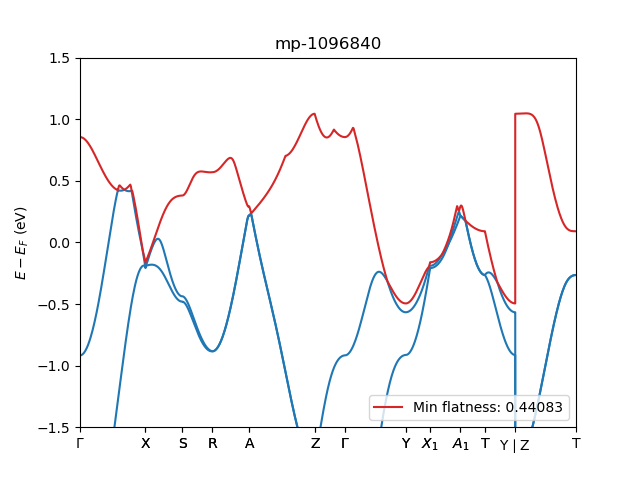 mp-1096840
E − E_F (eV)
1.5
1.0
0.5
0.0
−0.5
−1.0
−1.5
Min flatness: 0.44083
Γ X S R A Z Γ Y X₁ A₁ T Y | Z T